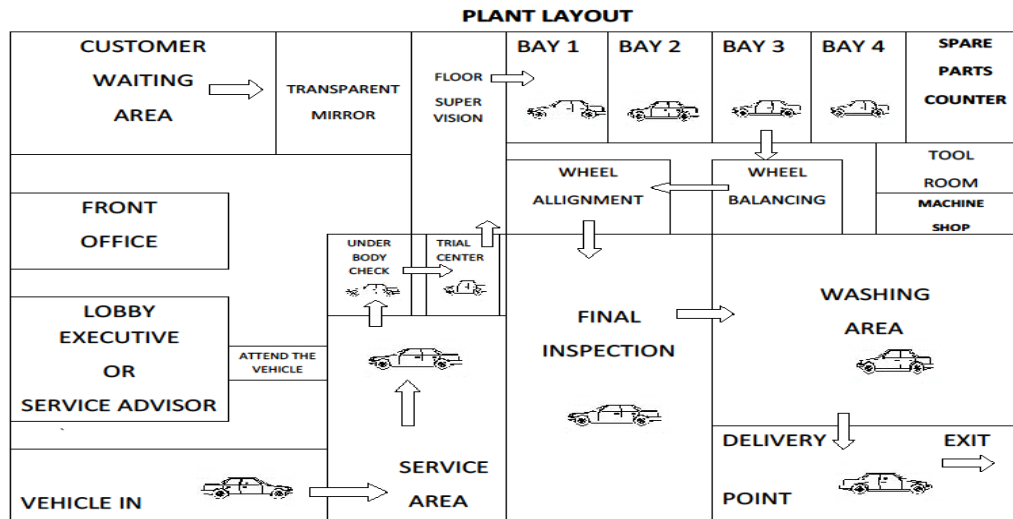 PLANT LAYOUT
CUSTOMER
WAITING
AREA
TRANSPARENT
MIRROR
FLOOR
SUPER
VISION
BAY 1
BAY 2
BAY 3
BAY 4
SPARE
PARTS
COUNTER
WHEEL
ALLIGNMENT
WHEEL
BALANCING
TOOL
ROOM
MACHINE
SHOP
FRONT
OFFICE
UNDER
BODY
CHECK
TRIAL
CENTER
LOBBY
EXECUTIVE
OR
SERVICE ADVISOR
ATTEND THE
VEHICLE
FINAL
INSPECTION
WASHING
AREA
VEHICLE IN
SERVICE
AREA
DELIVERY
POINT
EXIT